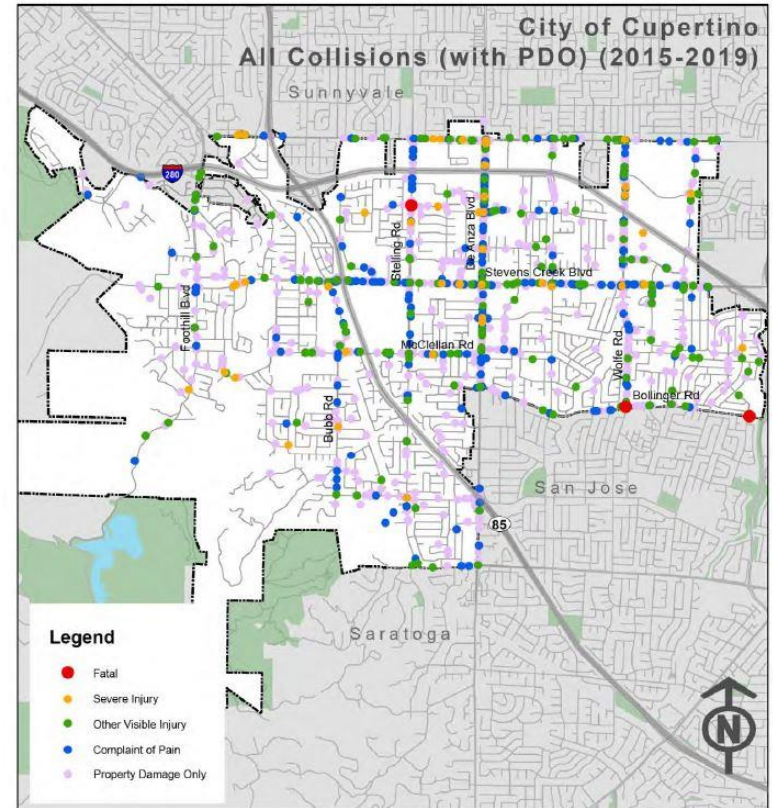 City of Cupertino
All Collisions (with PDO) (2015-2019)
Sunnyvale
280
Stelling Rd
De Anza Blvd
Stevens Creek Blvd
Foothill Blvd
McClellan Rd
Wolfe Rd
Bubb Rd
Bollinger Rd
San Jose
85
Saratoga
Legend
Fatal
Severe Injury
Other Visible Injury
Complaint of Pain
Property Damage Only
N